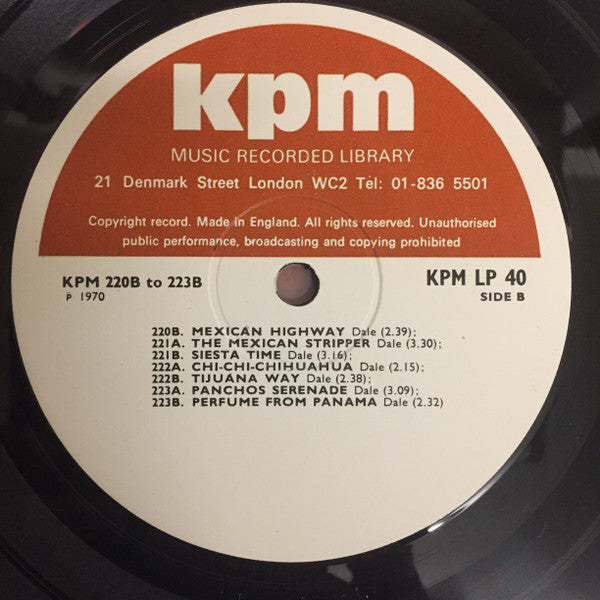 kpm
MUSIC RECORDED LIBRARY
21 Denmark Street London WC2 Tel: 01-836 5501
Copyright record. Made in England. All rights reserved. Unauthorised
public performance, broadcasting and copying prohibited
KPM 220B to 223B
P 1970
KPM LP 40
SIDE B
220B. MEXICAN HIGHWAY Dale (2.39);
221A. THE MEXICAN STRIPPER Dale (3.30);
221B. SIESTA TIME Dale (3.16);
222A. CHI-CHI-CHIHUAHUA Dale (2.15);
222B. TIJUANA WAY Dale (2.38);
223A. PANCHOS SERENADE Dale (3.09);
223B. PERFUME FROM PANAMA Dale (2.32)